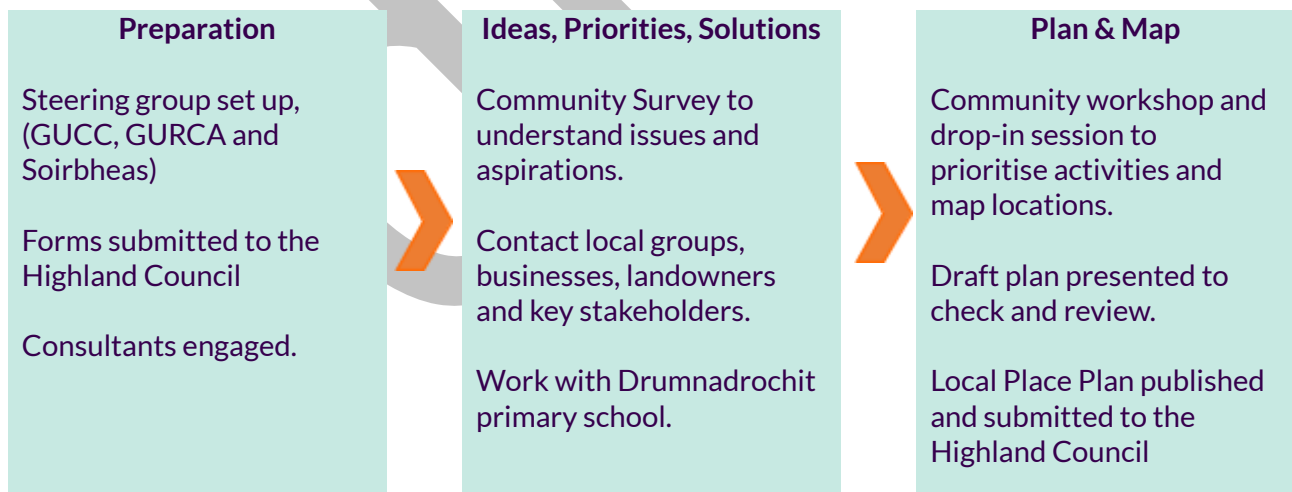 Preparation
Steering group set up,
(GUCC, GURCA and
Soirbheas)
Forms submitted to the
Highland Council
Consultants engaged.
Ideas, Priorities, Solutions
Community Survey to
understand issues and
aspirations.
Contact local groups,
businesses, landowners
and key stakeholders.
Work with Drumnadrochit
primary school.
Plan & Map
Community workshop and
drop-in session to
prioritise activities and
map locations.
Draft plan presented to
check and review.
Local Place Plan published
and submitted to the
Highland Council